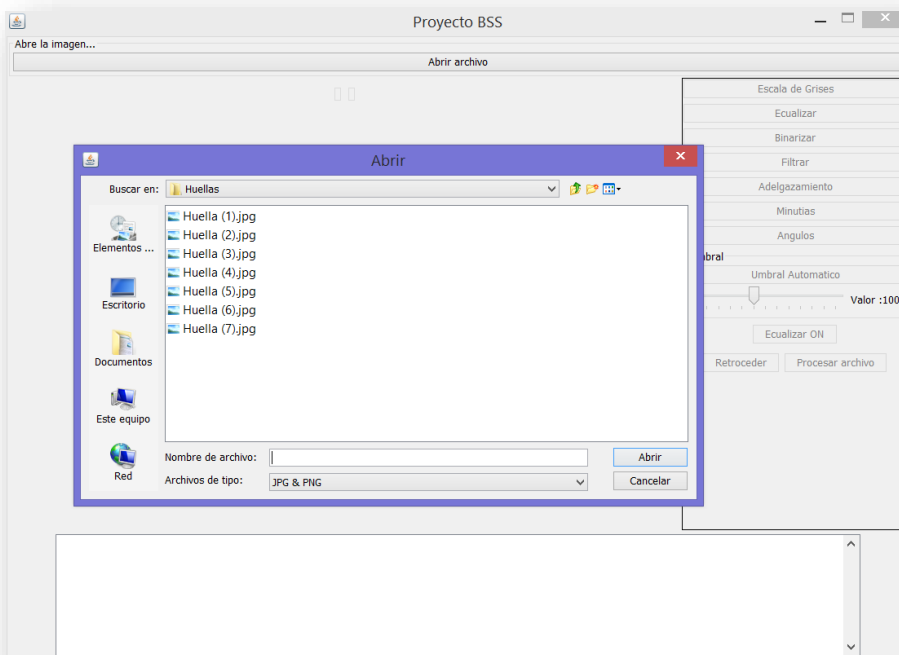 Proyecto BSS
Abre la imagen...
Abrir archivo
Escala de Grises
Ecualizar
Binarizar
Filtrar
Adelgazamiento
Minutias
Angulos
bral
Umbral Automatico
Valor :100
Ecualizar ON
Retroceder Procesar archivo
Abrir
Buscar en: Huellas
Elementos ...
Escritorio
Documentos
Este equipo
Red
Huella (1).jpg
Huella (2).jpg
Huella (3).jpg
Huella (4).jpg
Huella (5).jpg
Huella (6).jpg
Huella (7).jpg
Nombre de archivo: Abrir
Archivos de tipo: JPG & PNG Cancelar